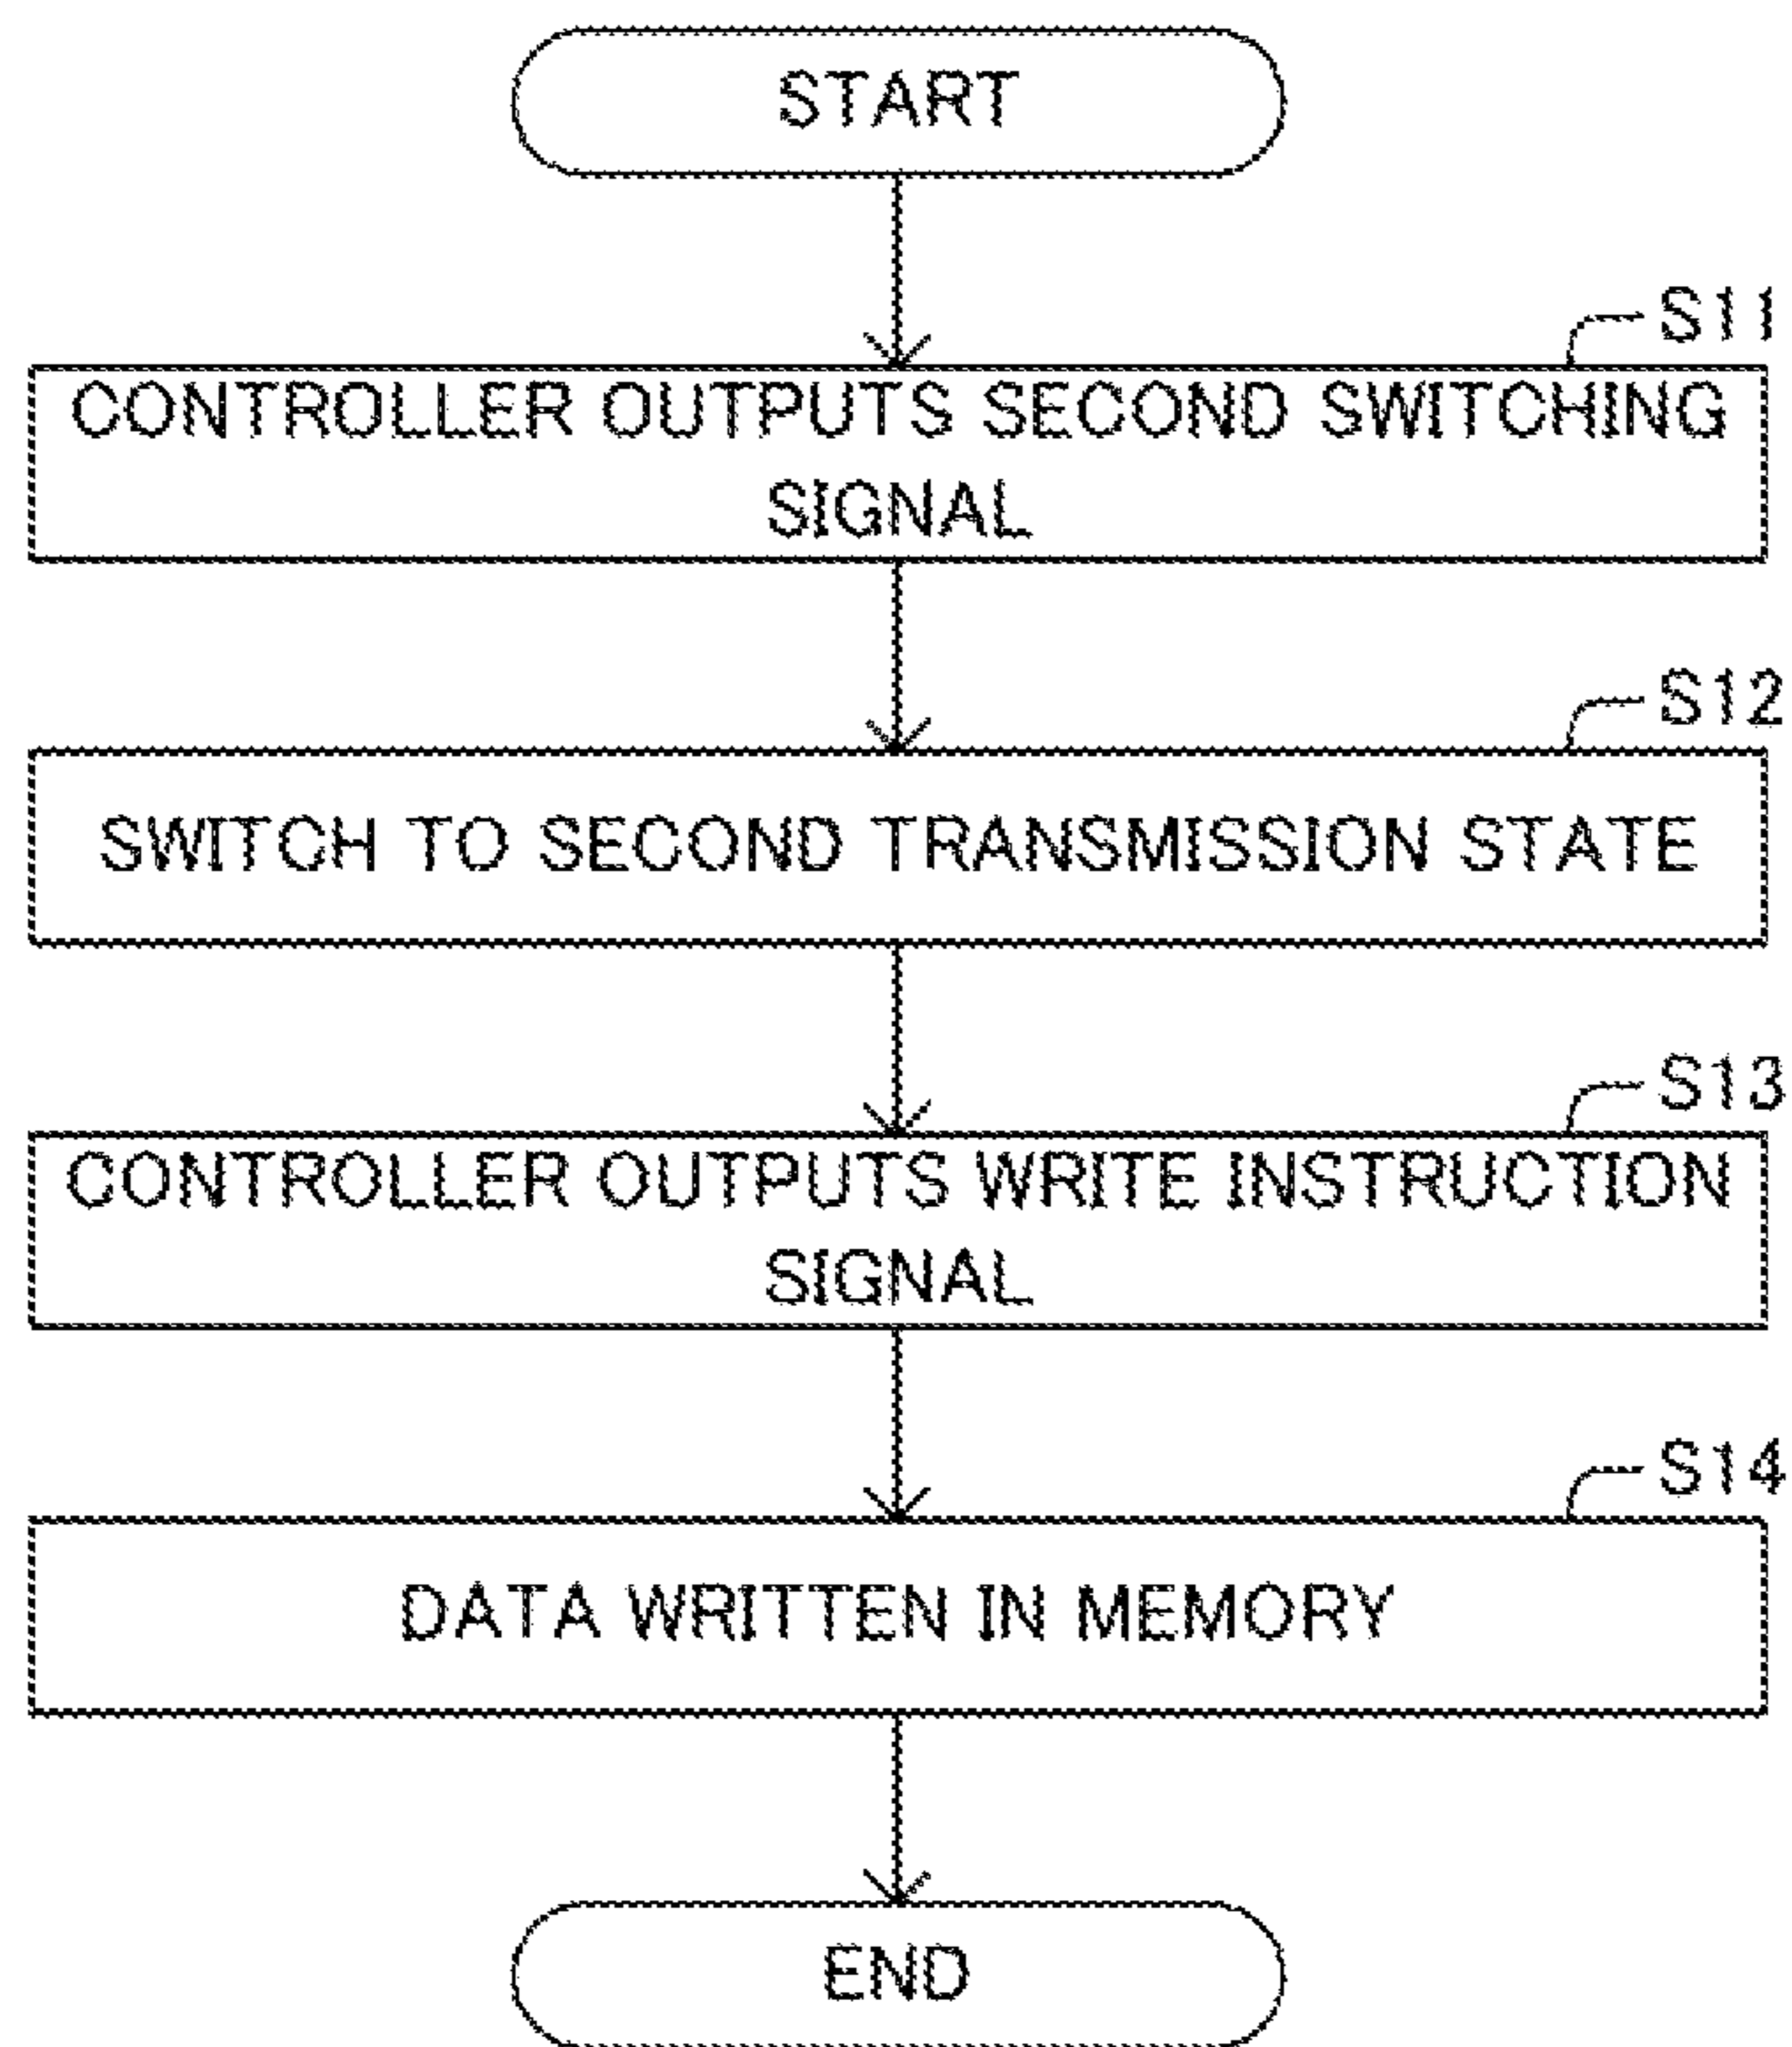 START
S11
CONTROLLER OUTPUTS SECOND SWITCHING
SIGNAL
S12
SWITCH TO SECOND TRANSMISSION STATE
S13
CONTROLLER OUTPUTS WRITE INSTRUCTION
SIGNAL
S14
DATA WRITTEN IN MEMORY
END